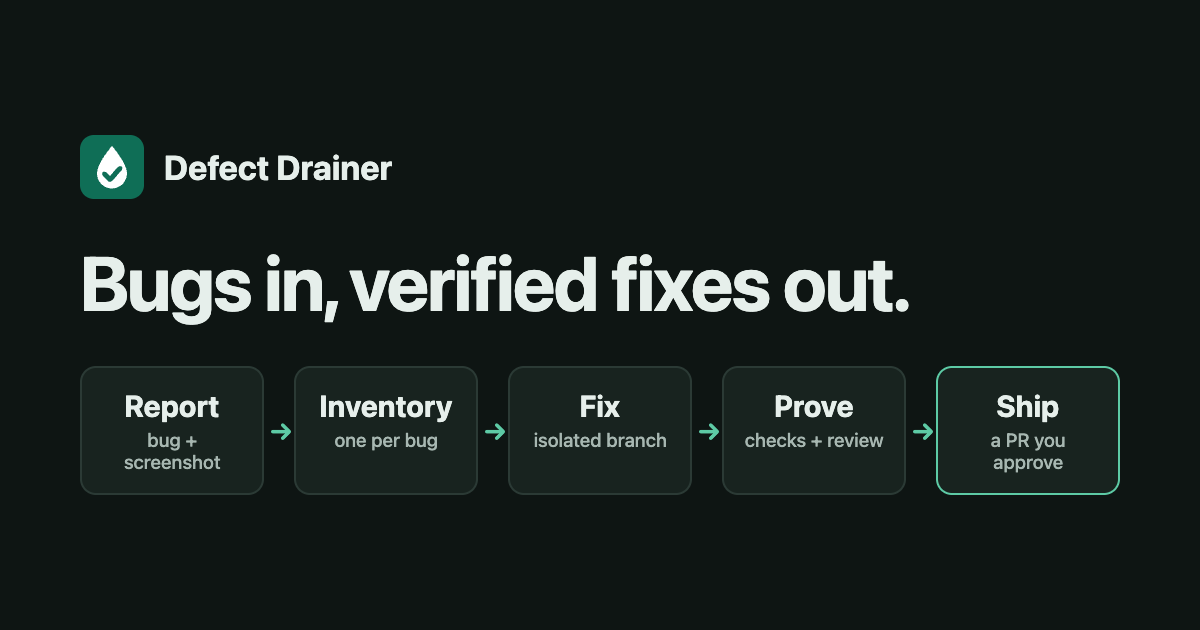 Defect Drainer
Bugs in, verified fixes out.
Report
bug +
screenshot
Inventory
one per bug
Fix
isolated branch
Prove
checks + review
Ship
a PR you
approve